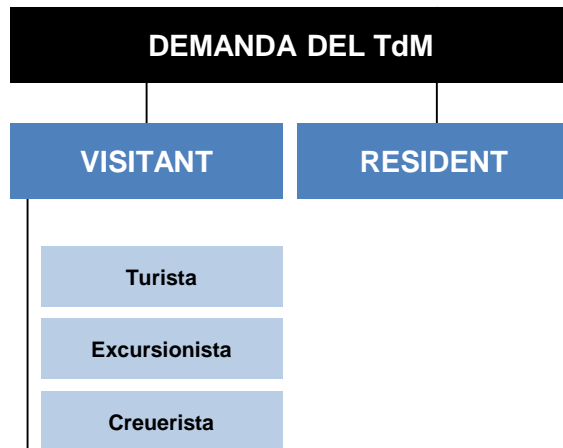 DEMANDA DEL TdM
VISITANT
RESIDENT
Turista
Excursionista
Creuerista